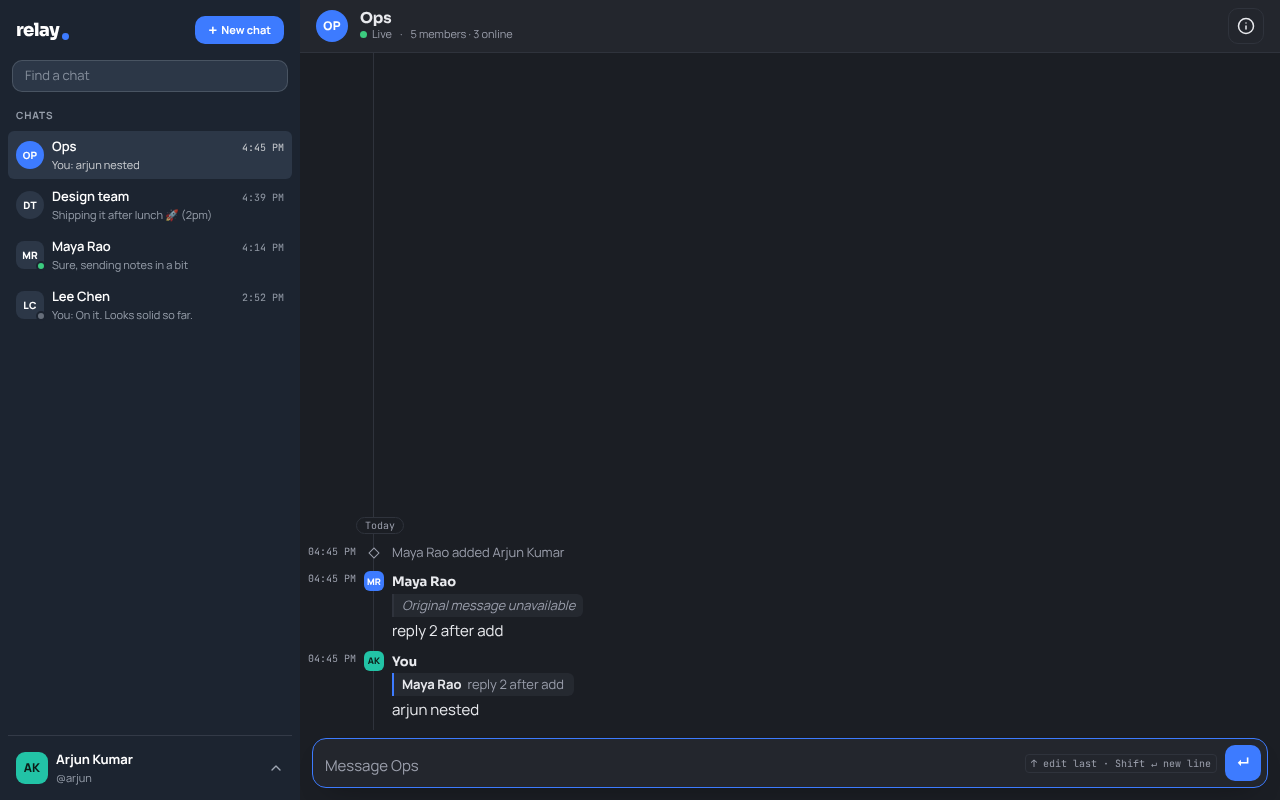 relay.
+ New chat
Find a chat
CHATS
OP
Ops
4:45 PM
You: arjun nested
DT
Design team
4:39 PM
Shipping it after lunch 🚀 (2pm)
MR
Maya Rao
4:14 PM
Sure, sending notes in a bit
LC
Lee Chen
2:52 PM
You: On it. Looks solid so far.
AK
Arjun Kumar
@arjun
OP
Ops
Live · 5 members · 3 online
Today
04:45 PM
Maya Rao added Arjun Kumar
04:45 PM
MR
Maya Rao
Original message unavailable
reply 2 after add
04:45 PM
AK
You
Maya Rao reply 2 after add
arjun nested
Message Ops
↑ edit last · Shift ↵ new line